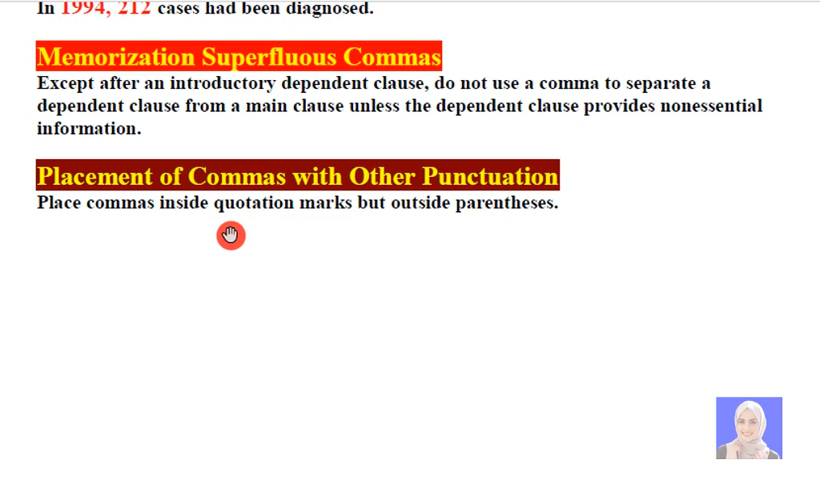 In 1994, 212 cases had been diagnosed.
Memorization Superfluous Commas
Except after an introductory dependent clause, do not use a comma to separate a
dependent clause from a main clause unless the dependent clause provides nonessential
information.
Placement of Commas with Other Punctuation
Place commas inside quotation marks but outside parentheses.